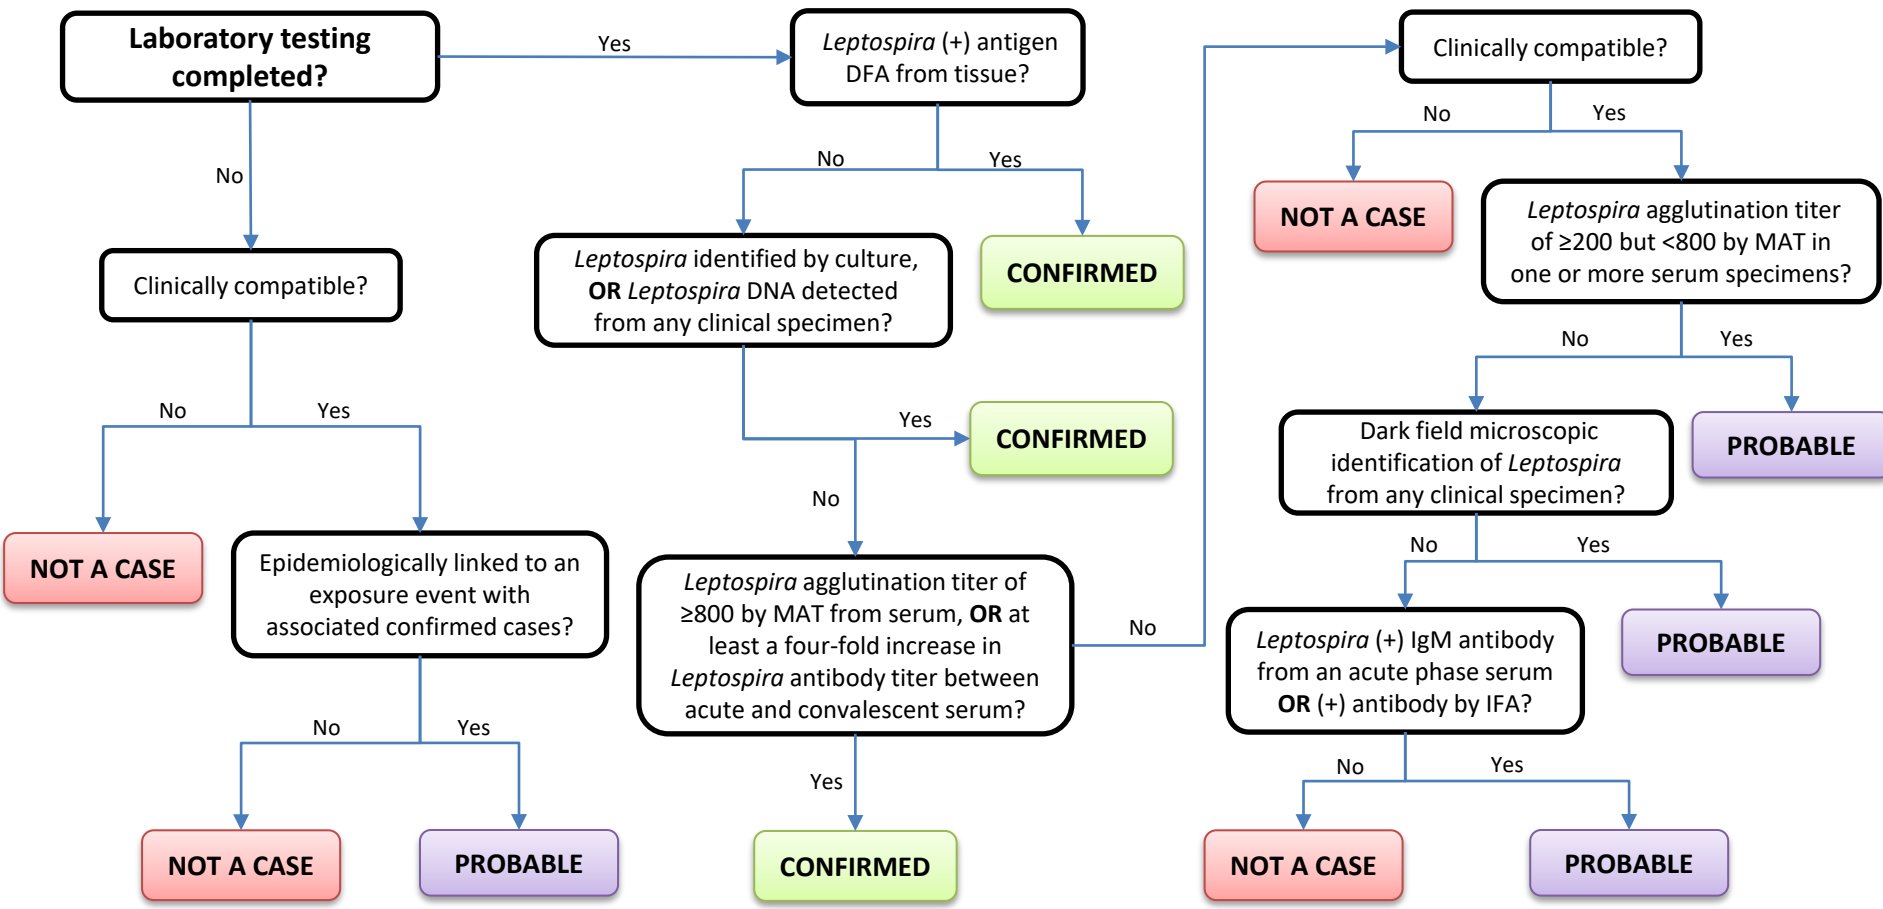 Laboratory testing
completed?
Yes
No
Clinically compatible?
No
Yes
NOT A CASE
Epidemiologically linked to an
exposure event with
associated confirmed cases?
No
Yes
NOT A CASE
PROBABLE
Leptospira (+) antigen
DFA from tissue?
No
Yes
CONFIRMED
Leptospira identified by culture,
OR Leptospira DNA detected
from any clinical specimen?
Yes
CONFIRMED
No
Leptospira agglutination titer of
≥800 by MAT from serum, OR at
least a four-fold increase in
Leptospira antibody titer between
acute and convalescent serum?
No
Yes
CONFIRMED
Clinically compatible?
No
Yes
NOT A CASE
Leptospira agglutination titer
of ≥200 but <800 by MAT in
one or more serum specimens?
No
Yes
PROBABLE
Dark field microscopic
identification of Leptospira
from any clinical specimen?
No
Yes
PROBABLE
Leptospira (+) IgM antibody
from an acute phase serum
OR (+) antibody by IFA?
No
Yes
NOT A CASE
PROBABLE